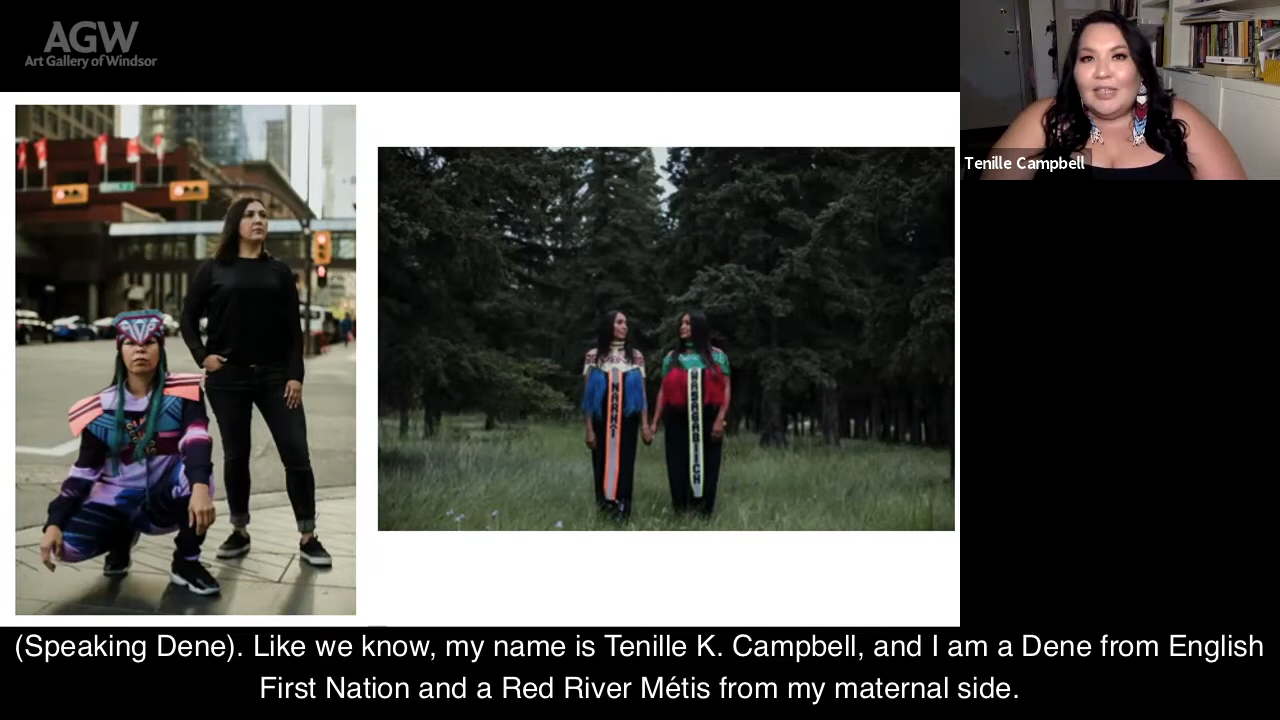 AGW
Art Gallery of Windsor
Tenille Campbell
(Speaking Dene). Like we know, my name is Tenille K. Campbell, and I am a Dene from English
First Nation and a Red River Métis from my maternal side.